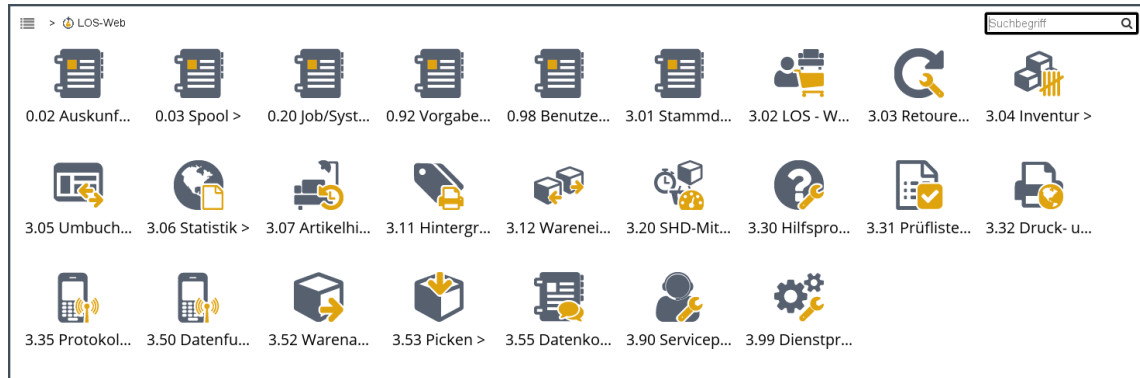 > LOS-Web
Suchbegriff
0.02 Auskunf... 0.03 Spool > 0.20 Job/Syst... 0.92 Vorgabe... 0.98 Benutze... 3.01 Stammd... 3.02 LOS - W... 3.03 Retoure... 3.04 Inventur >
3.05 Umbuch... 3.06 Statistik > 3.07 Artikelhi... 3.11 Hintergr... 3.12 Warenei... 3.20 SHD-Mit... 3.30 Hilfspro... 3.31 Prüfliste... 3.32 Druck- u...
3.35 Protokol... 3.50 Datenfu... 3.52 Warena... 3.53 Picken > 3.55 Datenko... 3.90 Servicep... 3.99 Dienstpr...